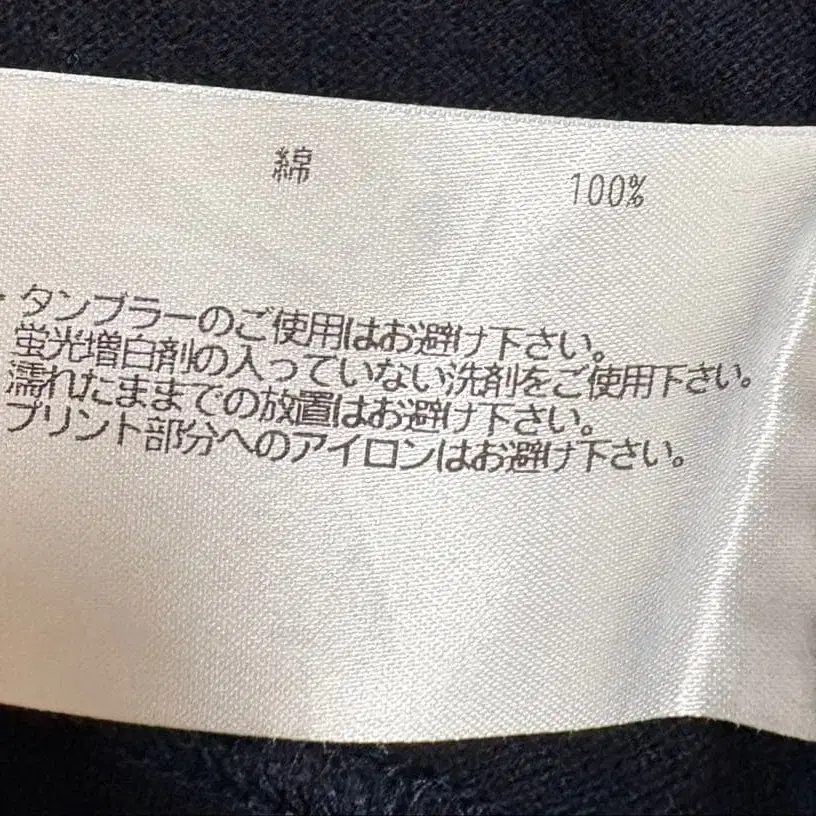 綿 100%
・タンブラーのご使用はお避け下さい。
蛍光増白剤の入っていない洗剤をご使用下さい。
濡れたままでの放置はお避け下さい。
プリント部分へのアイロンはお避け下さい。